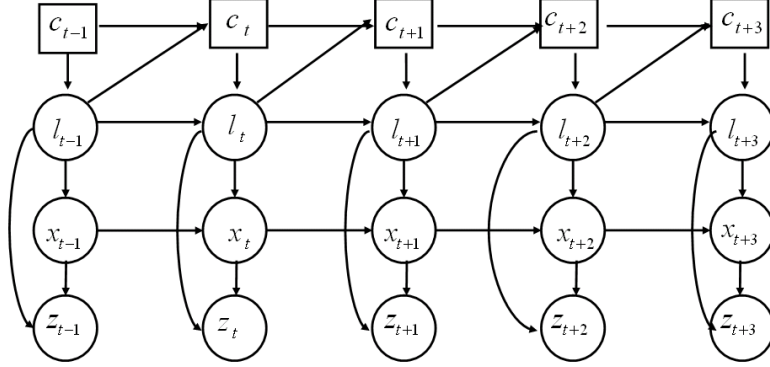 c_{t-1} c_t c_{t+1} c_{t+2} c_{t+3}
l_{t-1} l_t l_{t+1} l_{t+2} l_{t+3}
x_{t-1} x_t x_{t+1} x_{t+2} x_{t+3}
z_{t-1} z_t z_{t+1} z_{t+2} z_{t+3}